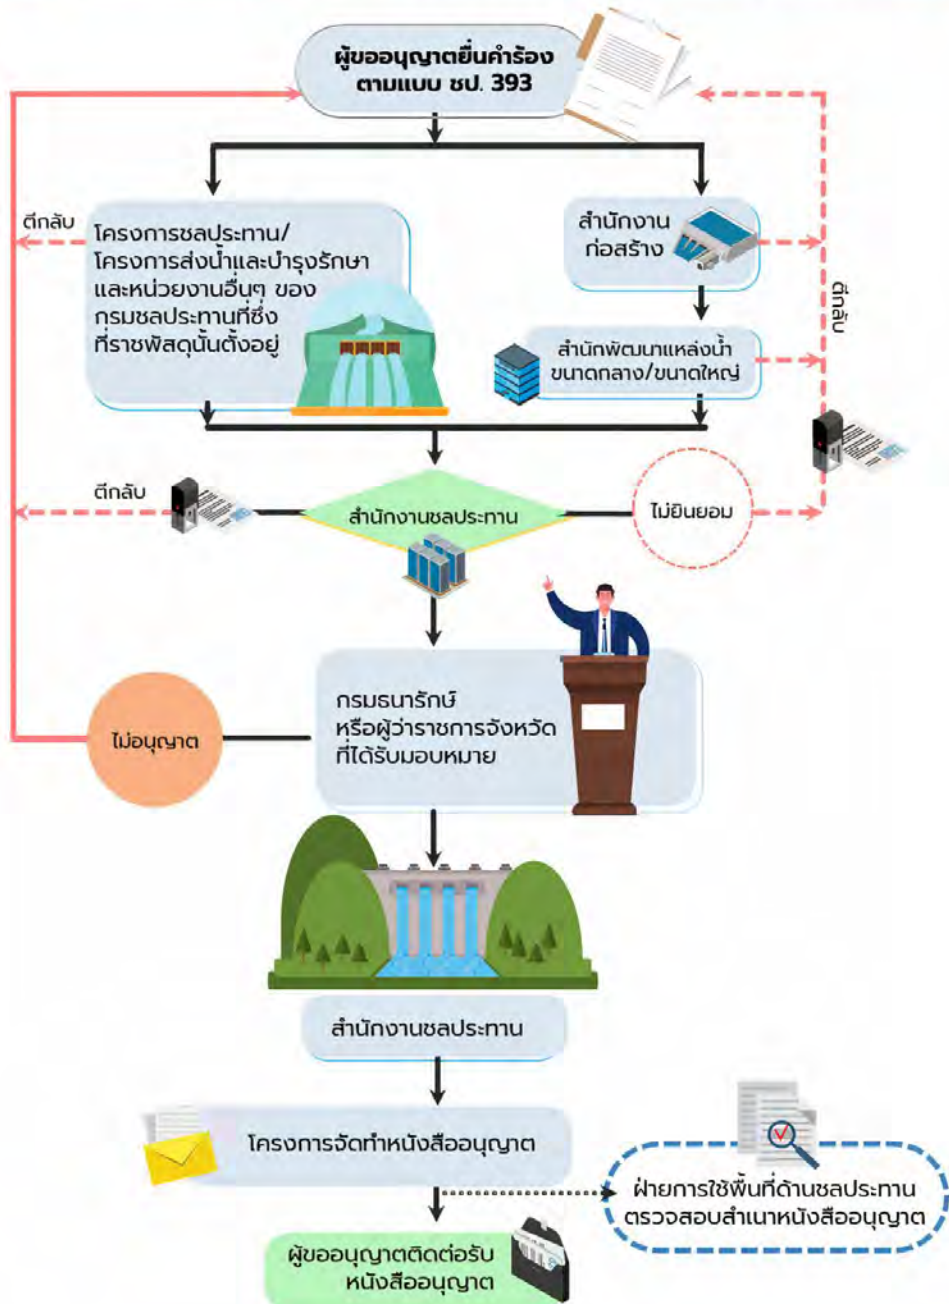 ผู้ขออนุญาตยื่นคำร้อง
ตามแบบ ชป. 393
ตีกลับ
โครงการชลประทาน/
โครงการส่งน้ำและบำรุงรักษา
และหน่วยงานอื่นๆ ของ
กรมชลประทานที่ซึ่ง
ที่ราชพัสดุนั้นตั้งอยู่
สำนักงาน
ก่อสร้าง
ตีกลับ
สำนักพัฒนาแหล่งน้ำ
ขนาดกลาง/ขนาดใหญ่
ตีกลับ
สำนักงานชลประทาน
ไม่ยินยอม
กรมธนารักษ์
หรือผู้ว่าราชการจังหวัด
ที่ได้รับมอบหมาย
ไม่อนุญาต
สำนักงานชลประทาน
โครงการจัดทำหนังสืออนุญาต
ฝ่ายการใช้พื้นที่ด้านชลประทาน
ตรวจสอบสำเนาหนังสืออนุญาต
ผู้ขออนุญาตติดต่อรับ
หนังสืออนุญาต